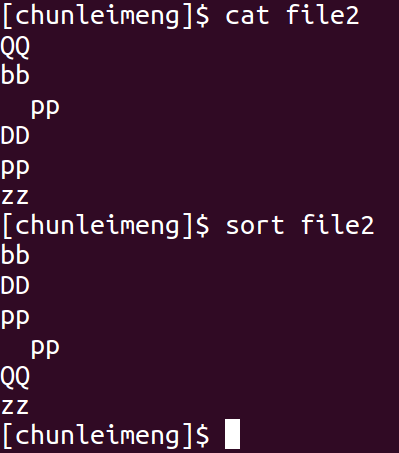 [chunleimeng]$ cat file2
QQ
bb
  pp
DD
pp
zz
[chunleimeng]$ sort file2
bb
DD
pp
  pp
QQ
zz
[chunleimeng]$